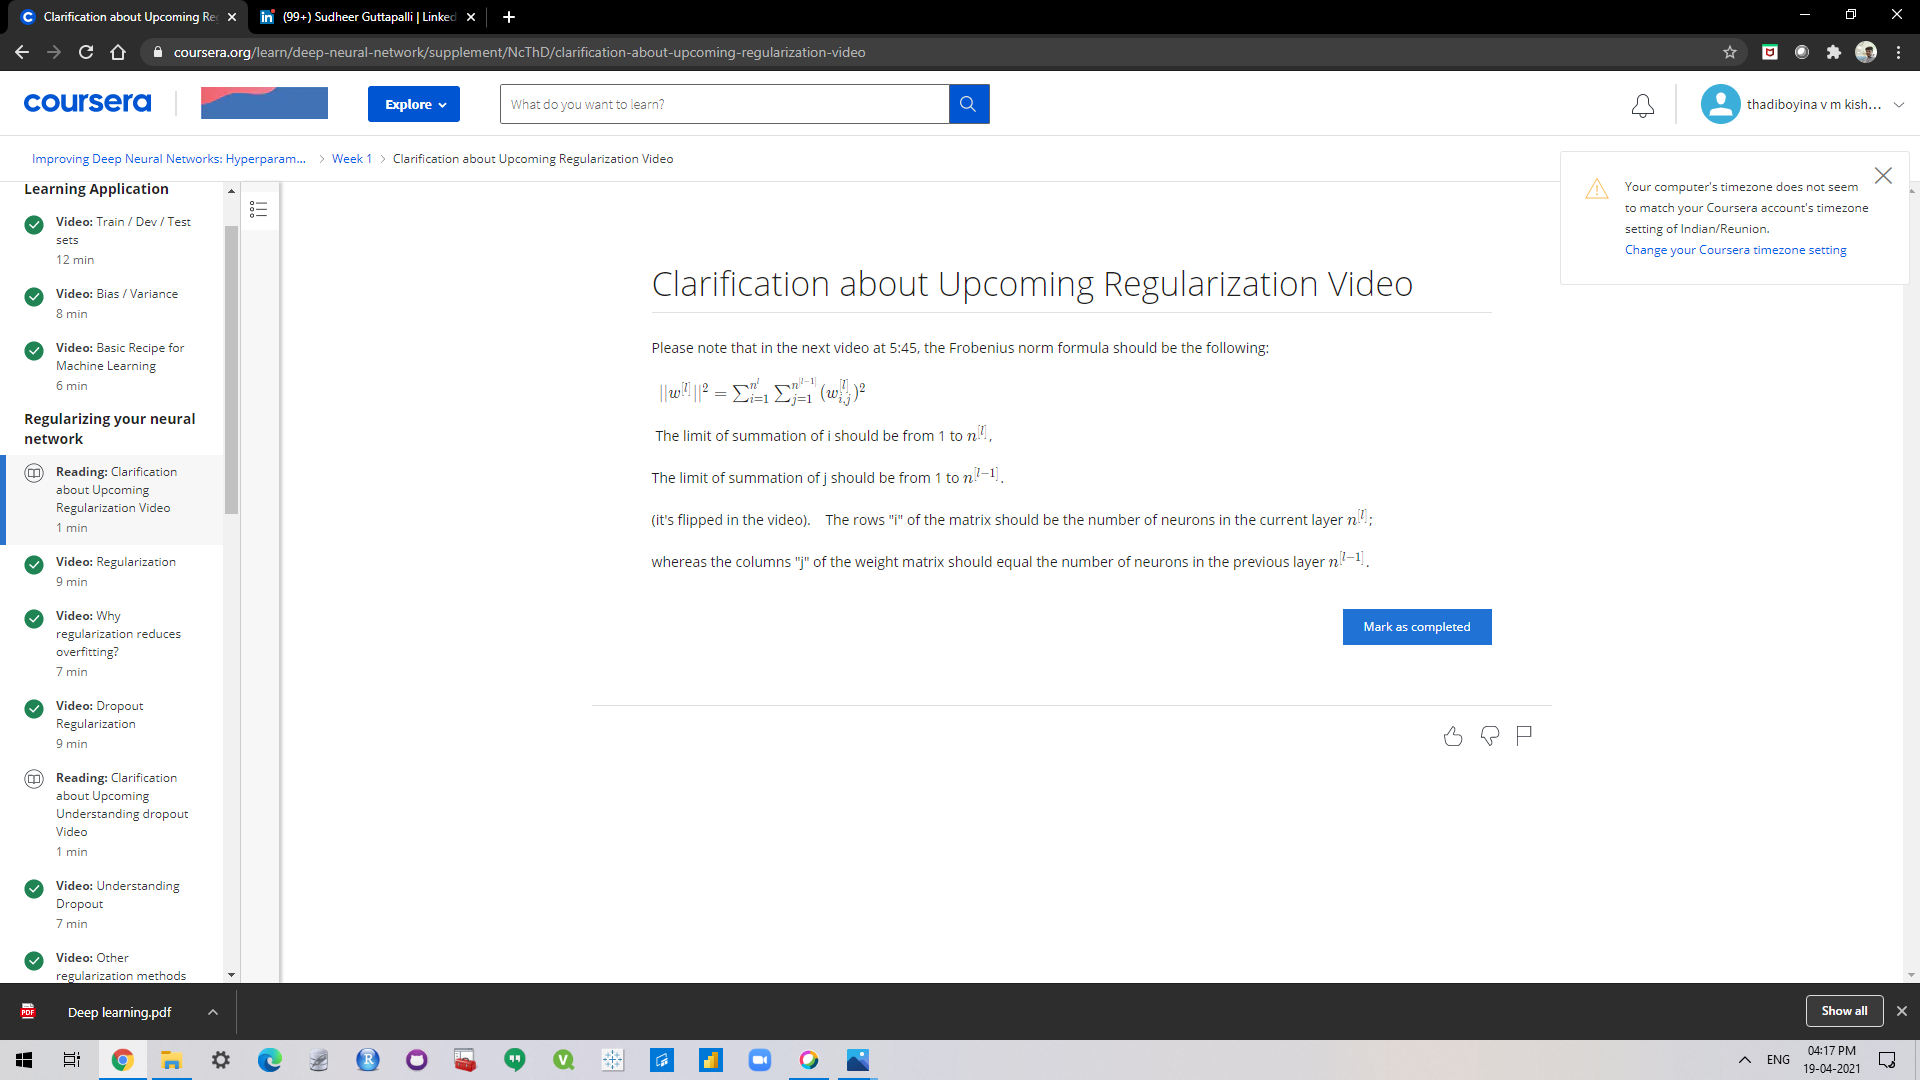 Clarification about Upcoming Re
(99+) Sudheer Guttapalli | Linked
coursera.org/learn/deep-neural-network/supplement/NcThD/clarification-about-upcoming-regularization-video
coursera
Explore
What do you want to learn?
thadiboyina v m kish...
Improving Deep Neural Networks: Hyperparam...
Week 1
Clarification about Upcoming Regularization Video
Your computer's timezone does not seem
to match your Coursera account's timezone
setting of Indian/Reunion.
Change your Coursera timezone setting
Learning Application
Video: Train / Dev / Test
sets
12 min
Video: Bias / Variance
8 min
Video: Basic Recipe for
Machine Learning
6 min
Regularizing your neural
network
Reading: Clarification
about Upcoming
Regularization Video
1 min
Video: Regularization
9 min
Video: Why
regularization reduces
overfitting?
7 min
Video: Dropout
Regularization
9 min
Reading: Clarification
about Upcoming
Understanding dropout
Video
1 min
Video: Understanding
Dropout
7 min
Video: Other
regularization methods
Clarification about Upcoming Regularization Video
Please note that in the next video at 5:45, the Frobenius norm formula should be the following:
||w^{[l]}||^2 = ∑_{i=1}^{n^l} ∑_{j=1}^{n^{[l−1]}} (w_{i,j}^{[l]})^2
The limit of summation of i should be from 1 to n^{[l]},
The limit of summation of j should be from 1 to n^{[l−1]}.
(it's flipped in the video). The rows "i" of the matrix should be the number of neurons in the current layer n^{[l]};
whereas the columns "j" of the weight matrix should equal the number of neurons in the previous layer n^{[l−1]}.
Mark as completed
Deep learning.pdf
Show all
ENG
04:17 PM
19-04-2021